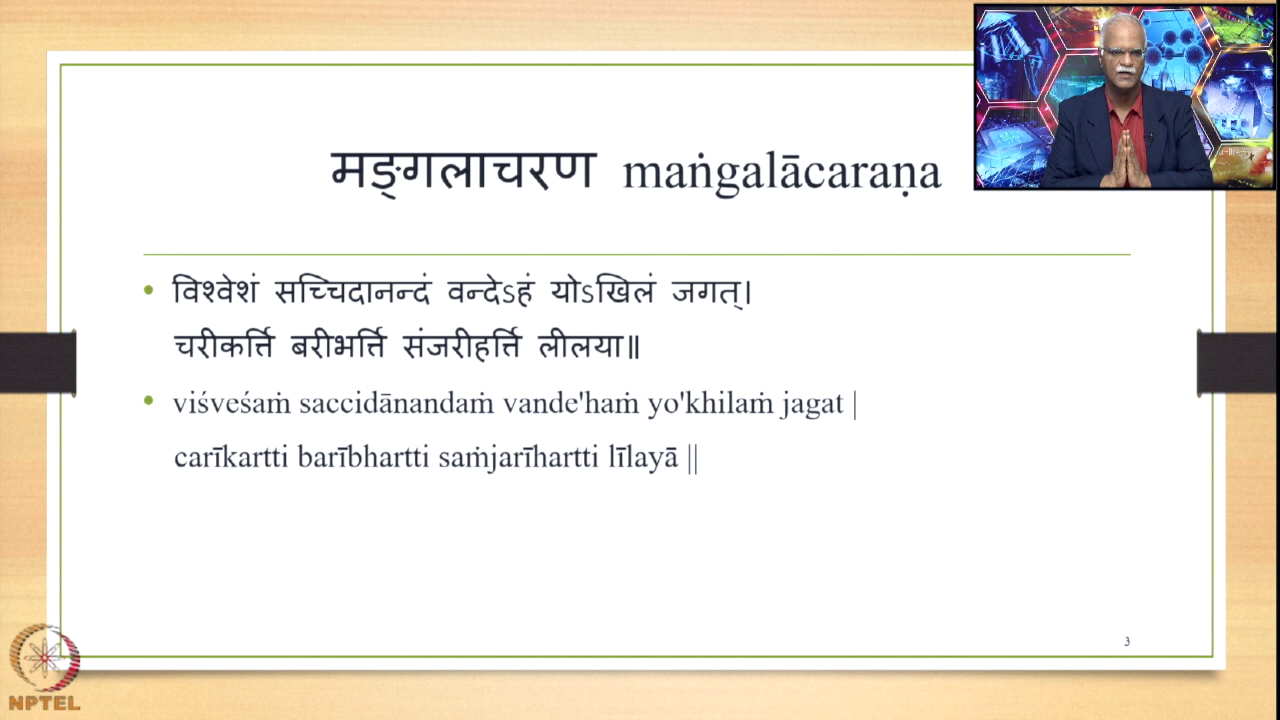 मङ्गलाचरण maṅgalācaraṇa
विश्वेशं सच्चिदानन्दं वन्देऽहं योऽखिलं जगत्।
चरीकर्त्ति बरीभर्त्ति संजरीहर्त्ति लीलया॥
viśveśaṁ saccidānandaṁ vande'haṁ yo'khilaṁ jagat |
carīkartti barībhartti saṁjarīhartti līlayā ||
3
NPTEL